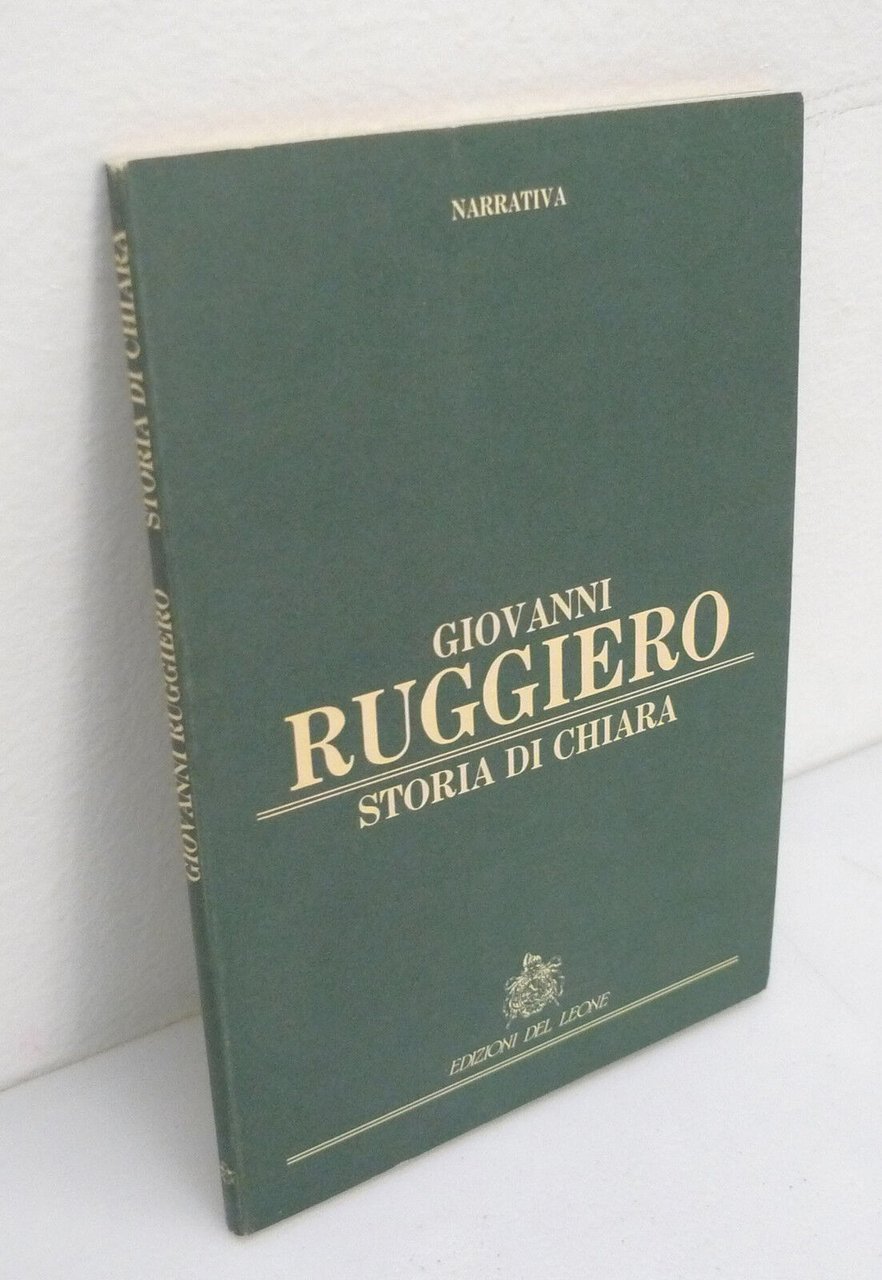 NARRATIVA
GIOVANNI
RUGGIERO
STORIA DI CHIARA
EDIZIONI DEL LEONE
GIOVANNI RUGGIERO STORIA DI CHIARA